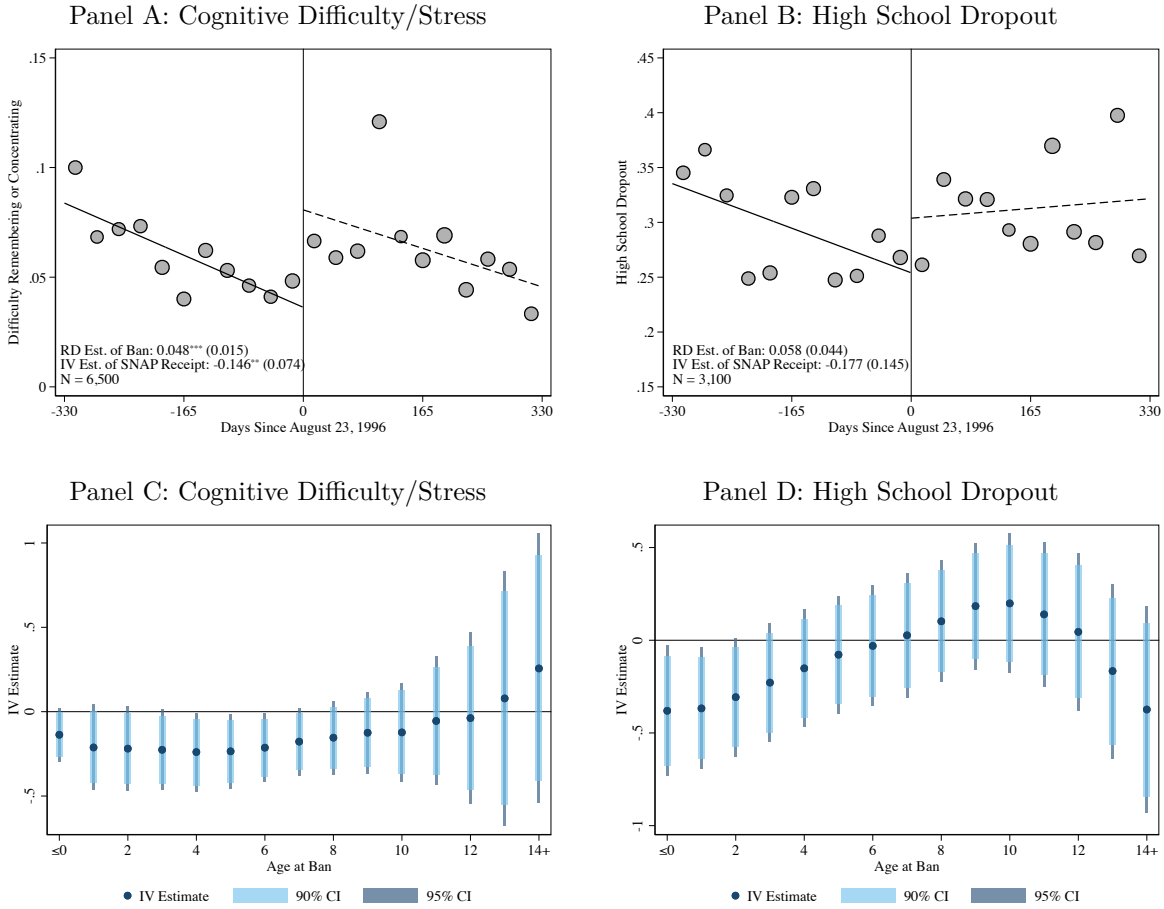 Panel A: Cognitive Difficulty/Stress
Difficulty Remembering or Concentrating
.15
.1
.05
0
RD Est. of Ban: 0.048*** (0.015)
IV Est. of SNAP Receipt: -0.146** (0.074)
N = 6,500
-330 -165 0 165 330
Days Since August 23, 1996
Panel B: High School Dropout
High School Dropout
.45
.4
.35
.3
.25
.2
.15
RD Est. of Ban: 0.058 (0.044)
IV Est. of SNAP Receipt: -0.177 (0.145)
N = 3,100
-330 -165 0 165 330
Days Since August 23, 1996
Panel C: Cognitive Difficulty/Stress
IV Estimate
1
.5
0
-.5
≤0 2 4 6 8 10 12 14+
Age at Ban
IV Estimate 90% CI 95% CI
Panel D: High School Dropout
IV Estimate
.5
0
-.5
-1
≤0 2 4 6 8 10 12 14+
Age at Ban
IV Estimate 90% CI 95% CI